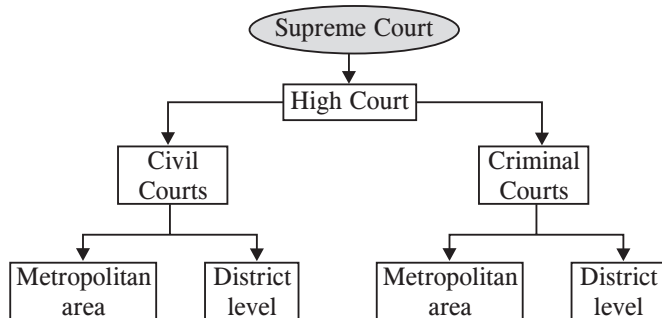 Supreme Court
High Court
Civil
Courts
Criminal
Courts
Metropolitan
area
District
level
Metropolitan
area
District
level